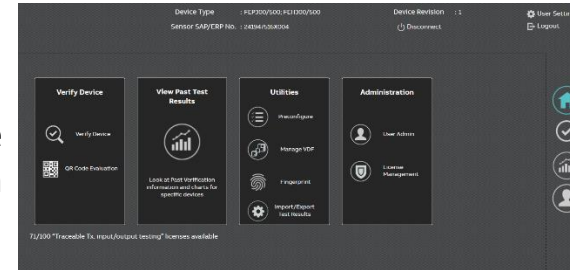 Device Type : FEP300/500; FEH300/500
Device Revision : 1
Sensor SAP/ERP No. :
Disconnect
User Setta
Logout
Verify Device
Verify Device
QR Code Evaluation
View Past Test
Results
Look at Past Verification
information and charts for
specific devices
Utilities
Preconfigure
Manage VDF
Fingerprint
Import/Export
Test Results
Administration
User Admin
License
Management
71/100 "Traceable Tx. input/output testing" licenses available